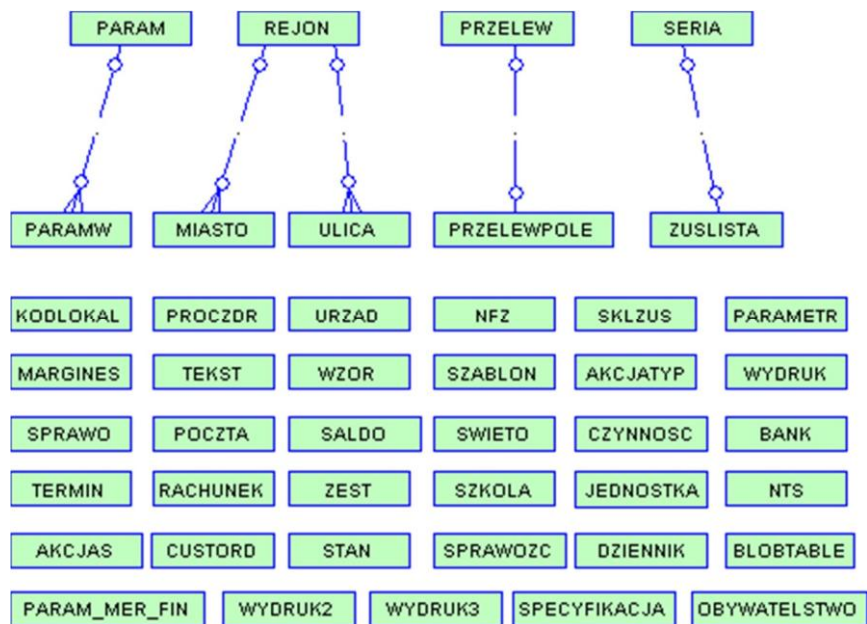 PARAM REJON PRZELEW SERIA
PARAMW MIASTO ULICA PRZELEWPOLE ZUSLISTA
KODLOKAL PROCZDR URZAD NFZ SKLZUS PARAMETR
MARGINES TEKST WZOR SZABLON AKCJATYP WYDRUK
SPRAWO POCZTA SALDO SWIETO CZYNNOSC BANK
TERMIN RACHUNEK ZEST SZKOLA JEDNOSTKA NTS
AKCJAS CUSTORD STAN SPRAWOZC DZIENNIK BLOBTABLE
PARAM_MER_FIN WYDRUK2 WYDRUK3 SPECYFIKACJA OBYWATELSTWO